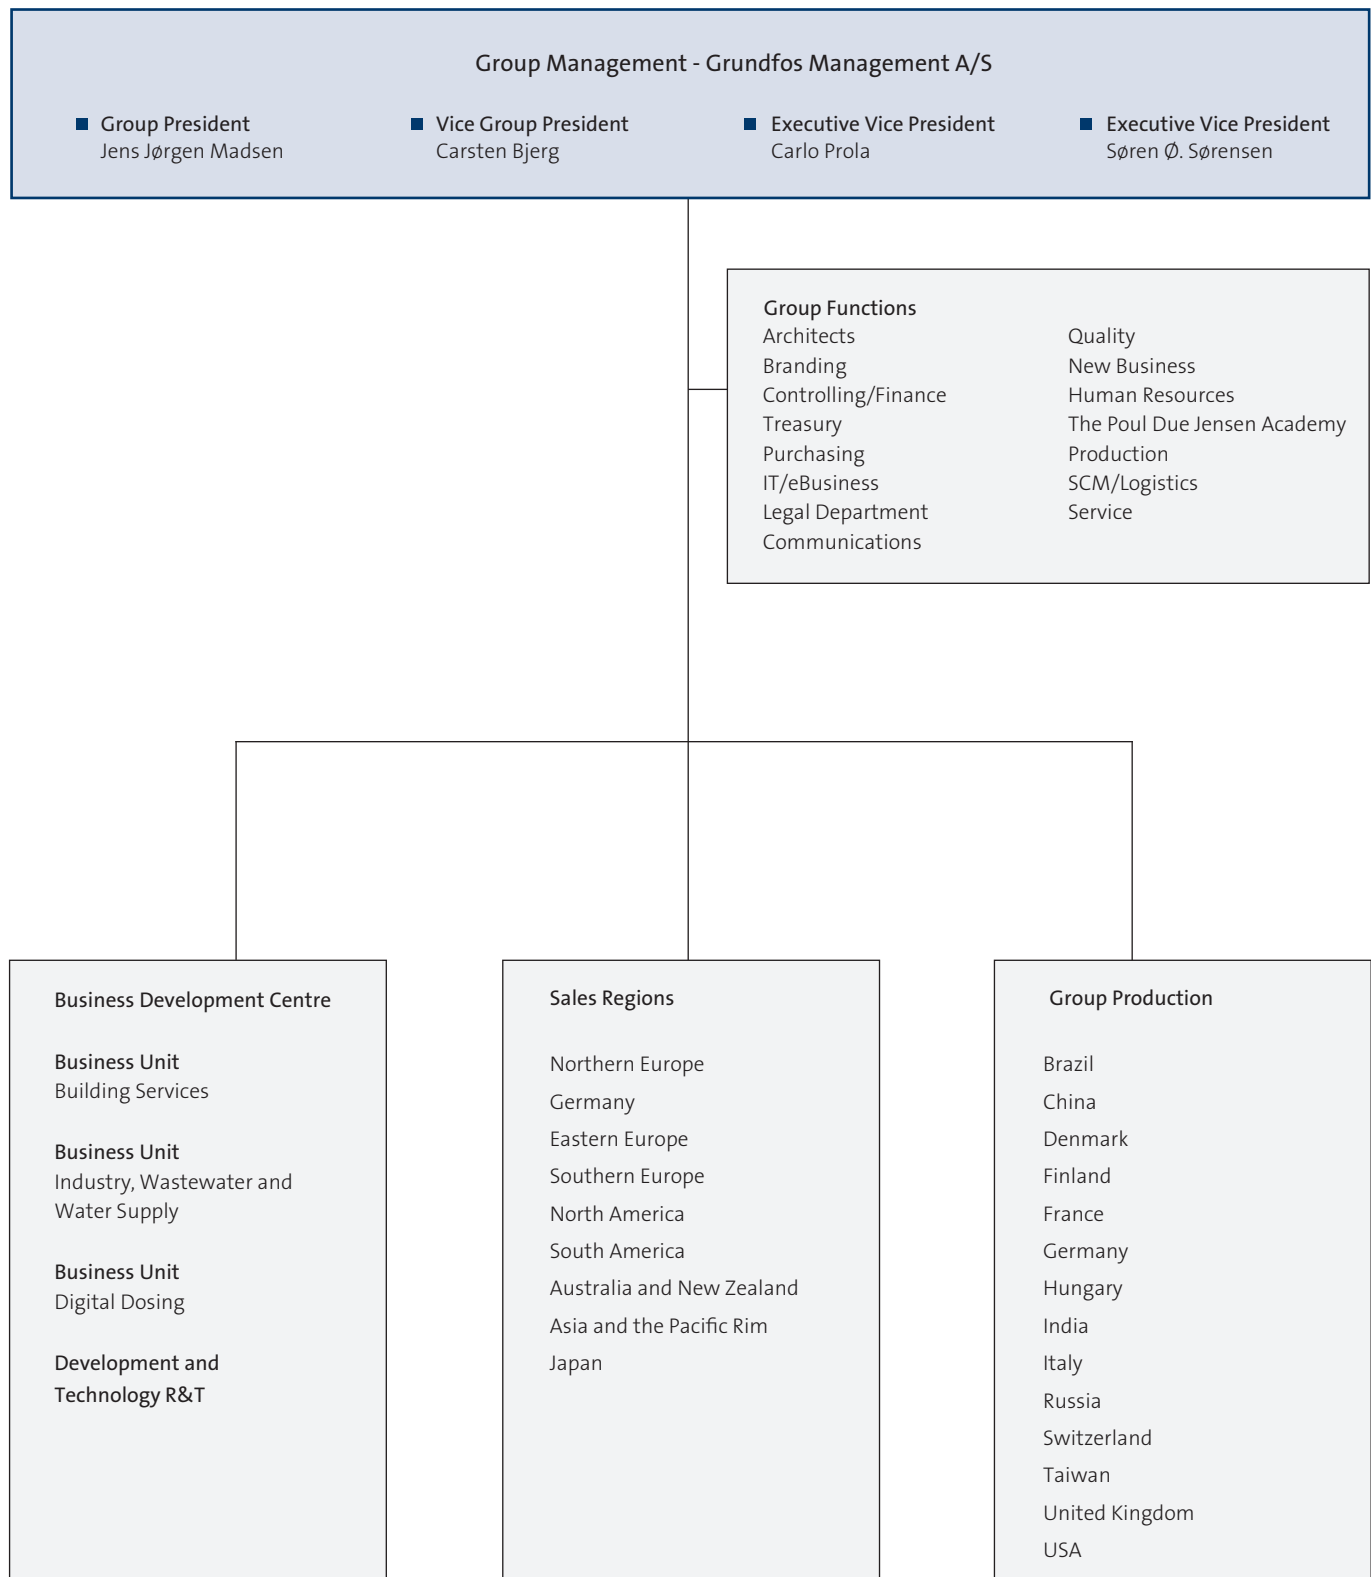 Group Management - Grundfos Management A/S
Group President
Jens Jørgen Madsen
Vice Group President
Carsten Bjerg
Executive Vice President
Carlo Prola
Executive Vice President
Søren Ø. Sørensen
Group Functions
Architects
Branding
Controlling/Finance
Treasury
Purchasing
IT/eBusiness
Legal Department
Communications
Quality
New Business
Human Resources
The Poul Due Jensen Academy
Production
SCM/Logistics
Service
Business Development Centre
Business Unit
Building Services
Business Unit
Industry, Wastewater and
Water Supply
Business Unit
Digital Dosing
Development and
Technology R&T
Sales Regions
Northern Europe
Germany
Eastern Europe
Southern Europe
North America
South America
Australia and New Zealand
Asia and the Pacific Rim
Japan
Group Production
Brazil
China
Denmark
Finland
France
Germany
Hungary
India
Italy
Russia
Switzerland
Taiwan
United Kingdom
USA